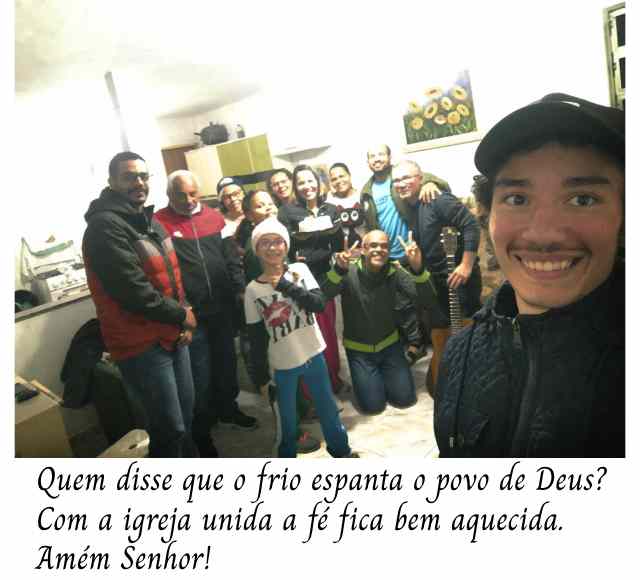 Quem disse que o frio espanta o povo de Deus?
Com a igreja unida a fé fica bem aquecida.
Amém Senhor!